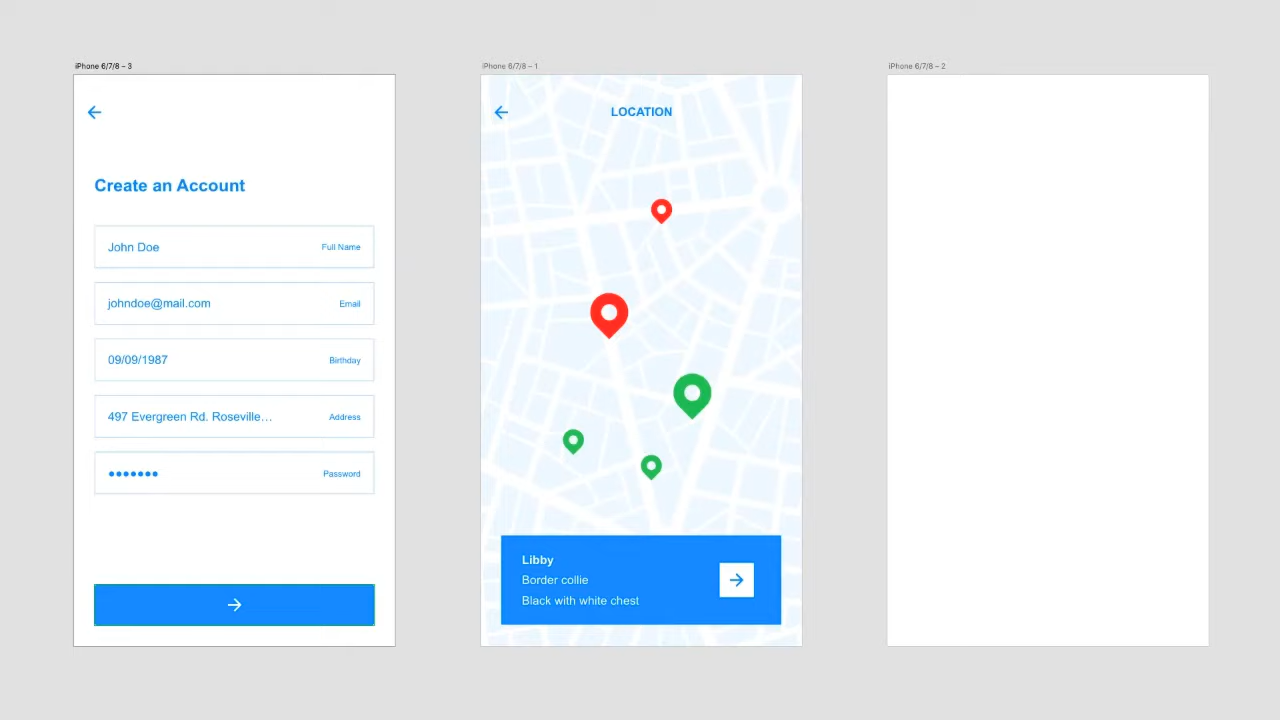 iPhone 6/7/8 – 3
Create an Account
John Doe Full Name
johndoe@mail.com Email
09/09/1987 Birthday
497 Evergreen Rd. Roseville… Address
●●●●●●● Password
iPhone 6/7/8 – 1
LOCATION
Libby
Border collie
Black with white chest
iPhone 6/7/8 – 2